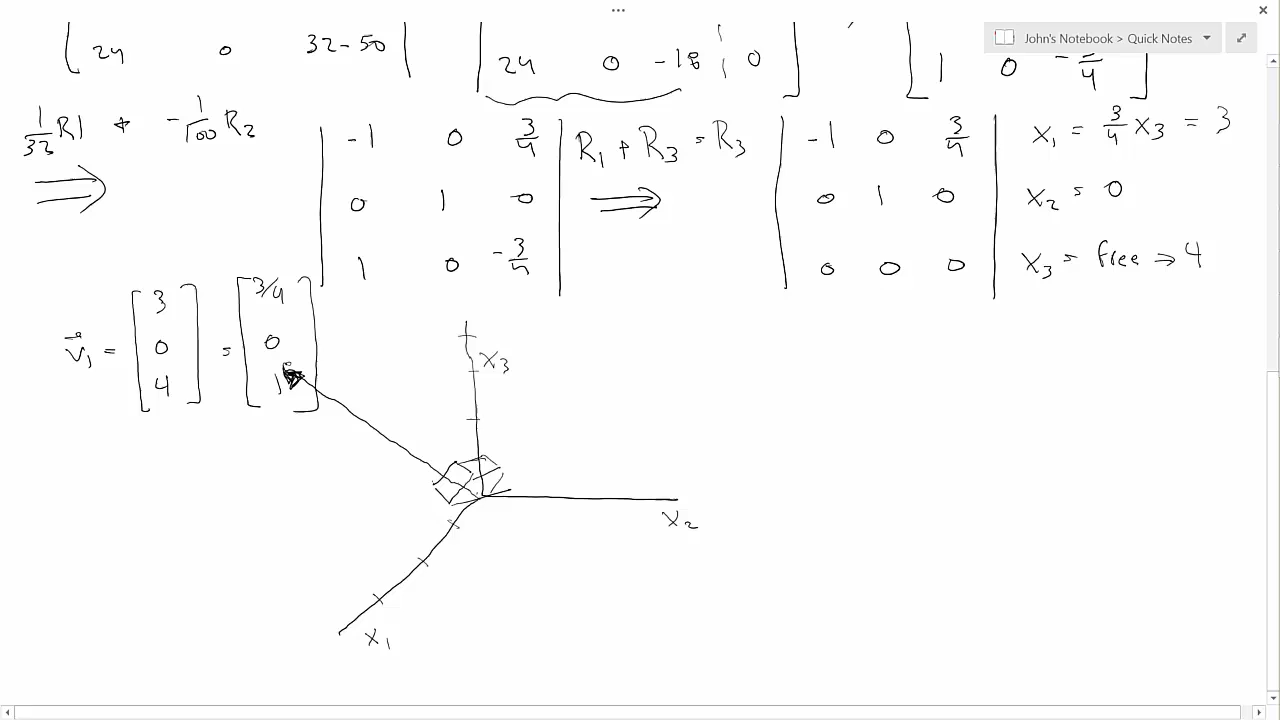 John's Notebook > Quick Notes
24 0 32-50
24 0 -18 0
1 0 -3/4
1/32 R1 + -1/100 R2
-1 0 3/4
0 1 0
1 0 -3/4
R1 + R3 = R3
-1 0 3/4
0 1 0
0 0 0
x1 = 3/4 x3 = 3
x2 = 0
x3 = free → 4
v1 = [3 0 4] = [3/4 0 1]
x3
x2
x1